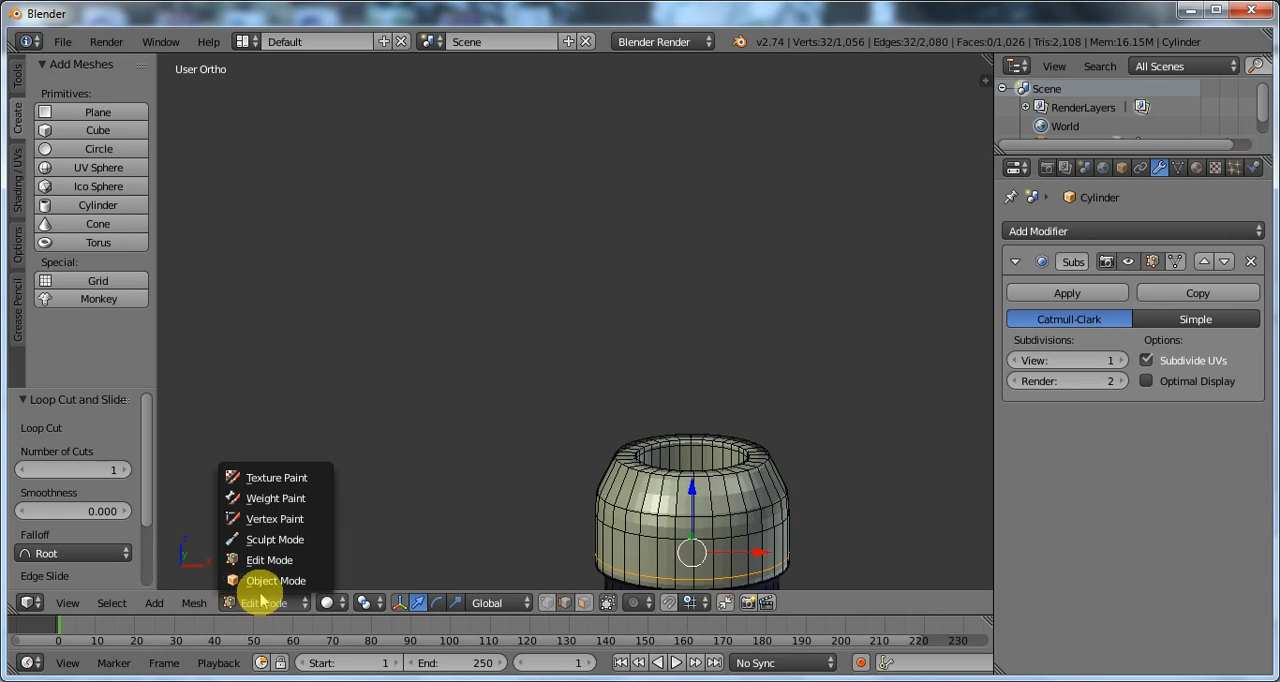 Blender
File Render Window Help Default Scene Blender Render v2.74 | Verts:32/1,056 | Edges:32/2,080 | Faces:0/1,026 | Tris:2,108 | Mem:16.15M | Cylinder
Tools
Create
Shading / UVs
Options
Grease Pencil
Add Meshes
Primitives:
Plane
Cube
Circle
UV Sphere
Ico Sphere
Cylinder
Cone
Torus
Special:
Grid
Monkey
Loop Cut and Slide
Loop Cut
Number of Cuts
1
Smoothness
0.000
Falloff
Root
Edge Slide
User Ortho
z
y
x
Texture Paint
Weight Paint
Vertex Paint
Sculpt Mode
Edit Mode
Object Mode
View Select Add Mesh Edit Mode Global
0 10 20 30 40 50 60 70 80 90 100 110 120 130 140 150 160 170 180 190 200 210 220 230
View Marker Frame Playback Start: 1 End: 250 1 No Sync
View Search All Scenes
Scene
RenderLayers |
World
Cylinder
Add Modifier
Subs
Apply Copy
Catmull-Clark Simple
Subdivisions: Options:
View: 1 Subdivide UVs
Render: 2 Optimal Display